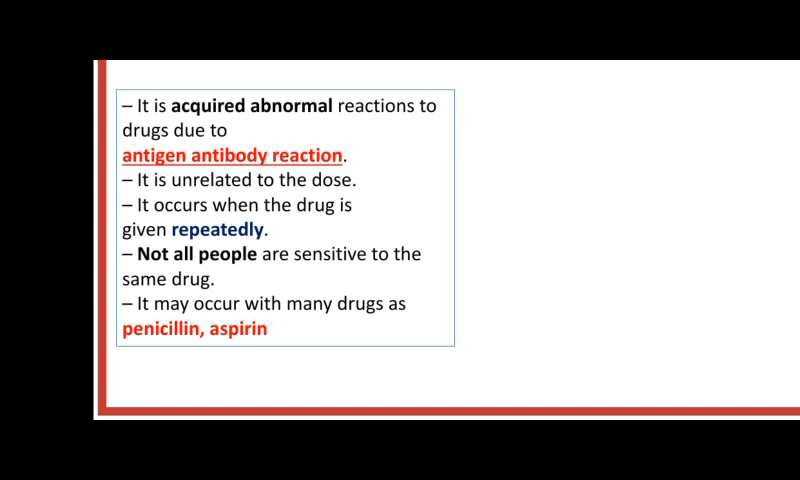 – It is acquired abnormal reactions to
drugs due to
antigen antibody reaction.
– It is unrelated to the dose.
– It occurs when the drug is
given repeatedly.
– Not all people are sensitive to the
same drug.
– It may occur with many drugs as
penicillin, aspirin